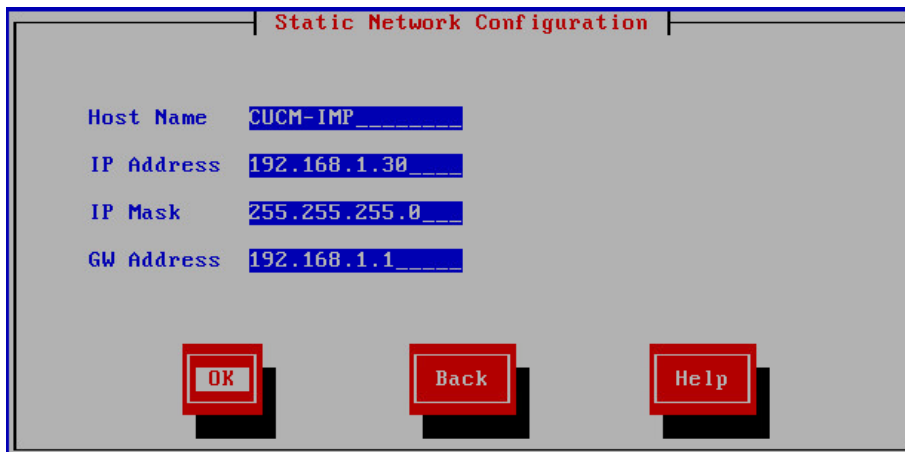 Static Network Configuration
Host Name CUCM-IMP________
IP Address 192.168.1.30____
IP Mask 255.255.255.0___
GW Address 192.168.1.1_____
OK Back Help